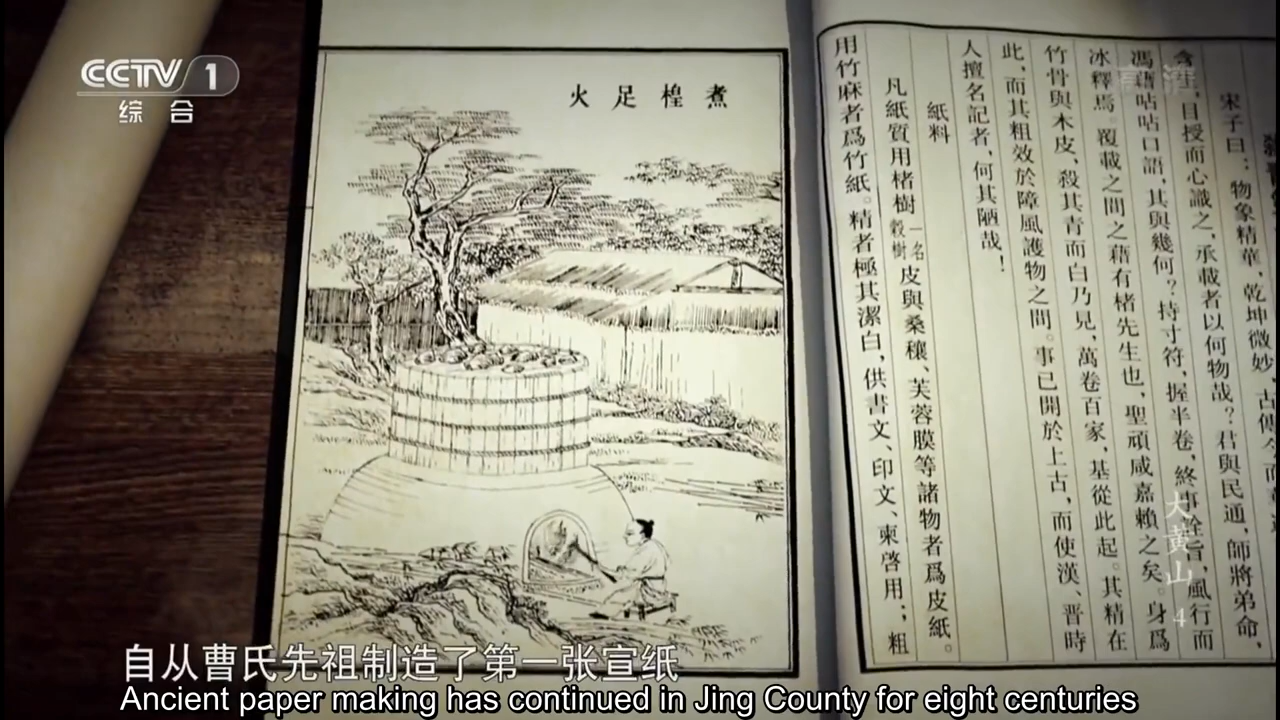 CCTV 1
综合
煮楻足火
宋子曰：物象精華，乾坤微妙，古傳今而
含，目授而心識之，承載者以何物哉？君與民通，師將弟命，
馮藉呫呫口語，其與幾何？持寸符，握半卷，終事詮旨，風行而
冰釋焉。覆載之間之藉有楮先生也，聖頑咸嘉賴之矣。身爲
竹骨與木皮、殺其青而白乃見，萬卷百家，基從此起。其精在
此，而其粗效於障風護物之間。事已開於上古，而使漢、晉時
人擅名記者，何其陋哉！
紙料
凡紙質用楮樹一名榖樹皮與桑穰、芙蓉膜等諸物者爲皮紙。
用竹麻者爲竹紙。精者極其潔白，供書文、印文、柬啓用；粗
大黄山
4
自从曹氏先祖制造了第一张宣纸
Ancient paper making has continued in Jing County for eight centuries